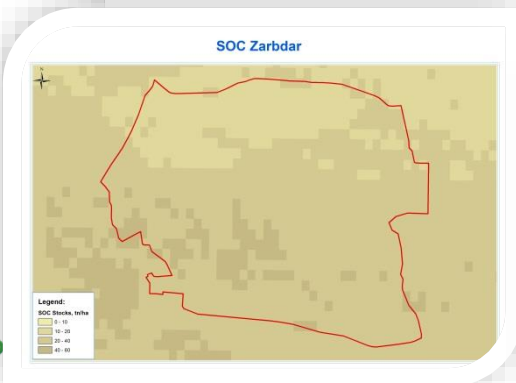 SOC Zarbdar
N
Legend:
SOC Stocks, tn/ha
0 - 10
10 - 20
20 - 40
40 - 60